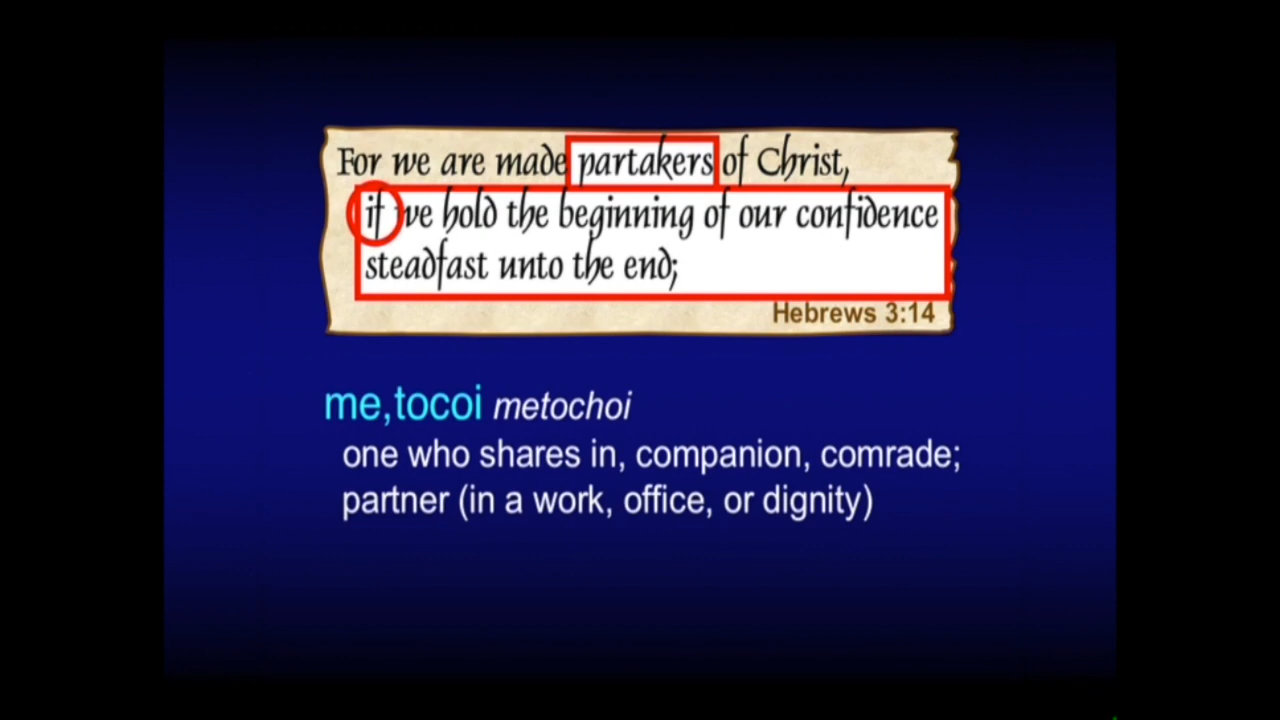 For we are made partakers of Christ,
if we hold the beginning of our confidence
steadfast unto the end;
Hebrews 3:14
me,tocoi metochoi
one who shares in, companion, comrade;
partner (in a work, office, or dignity)